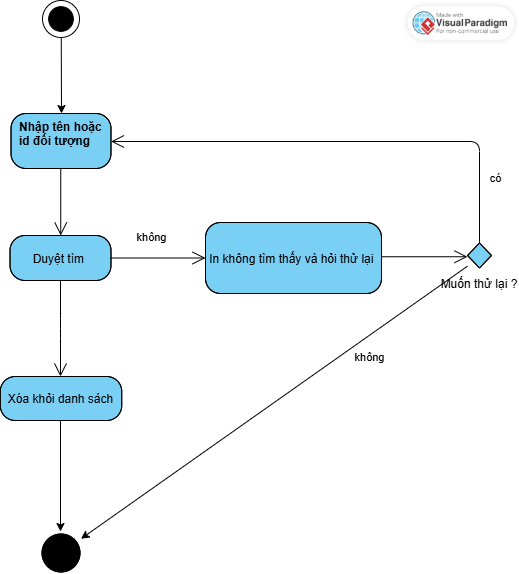 Made with
Visual Paradigm
For non-commercial use
Nhập tên hoặc
id đối tượng
có
không
Duyệt tìm
In không tìm thấy và hỏi thử lại
Muốn thử lại ?
không
Xóa khỏi danh sách